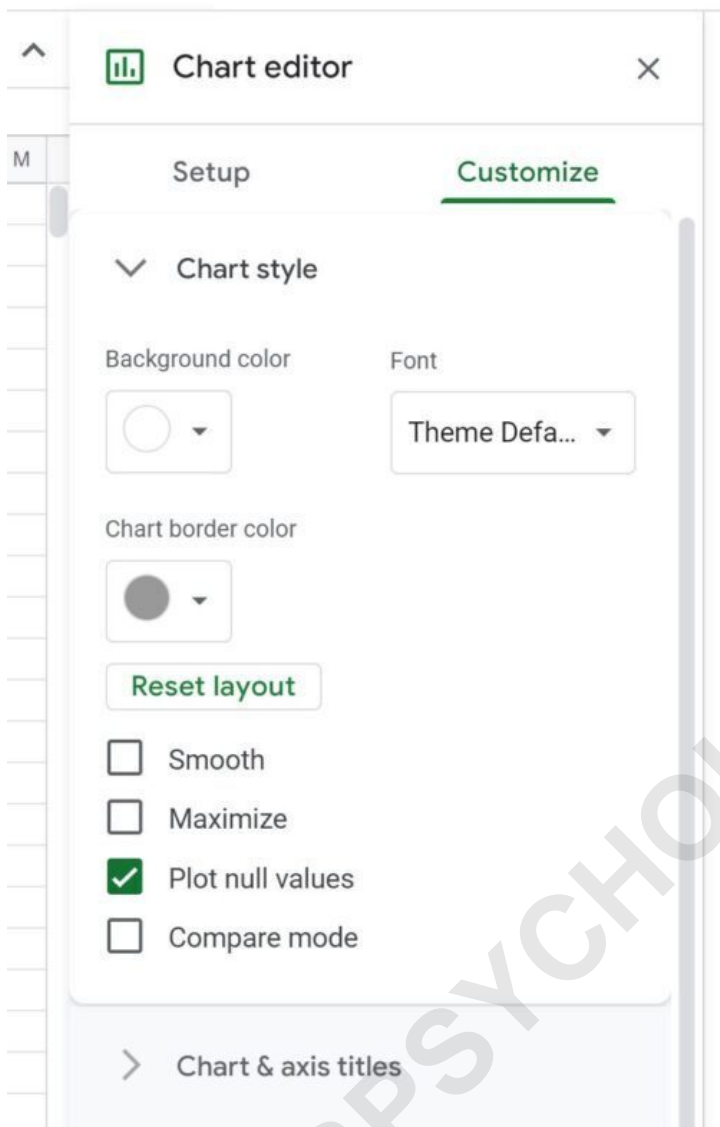 Chart editor
M
Setup Customize
Chart style
Background color Font
Theme Defa...
Chart border color
Reset layout
Smooth
Maximize
Plot null values
Compare mode
Chart & axis titles
PSYCHO